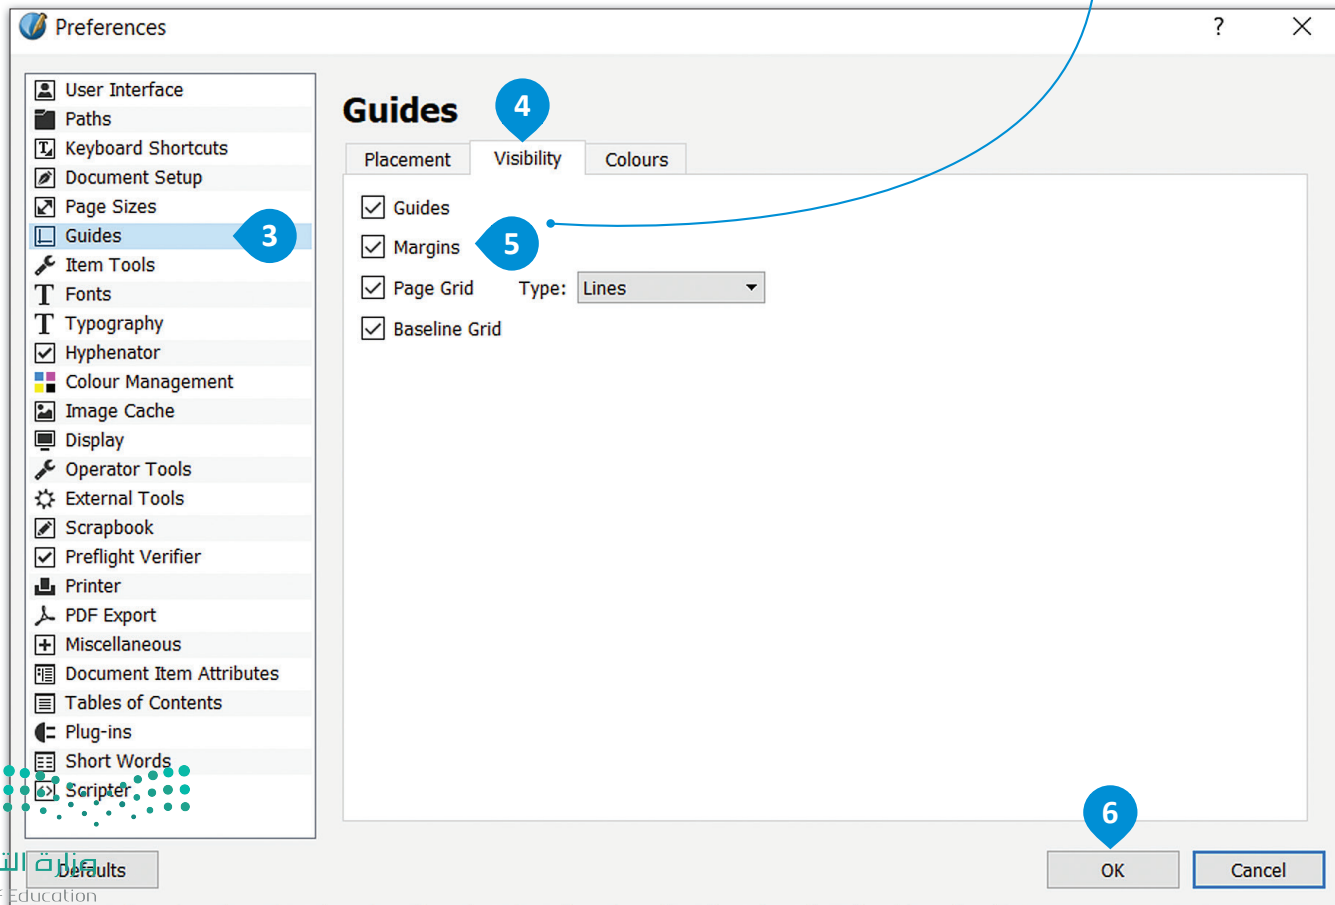 Preferences
?
User Interface
Paths
Keyboard Shortcuts
Document Setup
Page Sizes
Guides
3
Item Tools
Fonts
Typography
Hyphenator
Colour Management
Image Cache
Display
Operator Tools
External Tools
Scrapbook
Preflight Verifier
Printer
PDF Export
Miscellaneous
Document Item Attributes
Tables of Contents
Plug-ins
Short Words
Scripter
Guides
4
Placement Visibility Colours
Guides
Margins
5
Page Grid Type: Lines
Baseline Grid
6
وزارة
Defaults
OK Cancel
Education